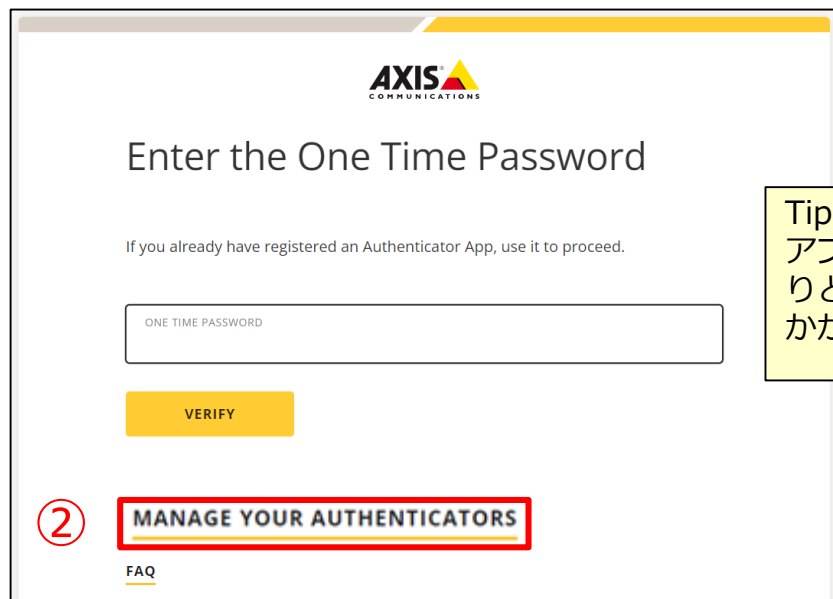 AXIS
COMMUNICATIONS
Enter the One Time Password
If you already have registered an Authenticator App, use it to proceed.
ONE TIME PASSWORD
VERIFY
② MANAGE YOUR AUTHENTICATORS
FAQ
Tip
アプ
りと
かか